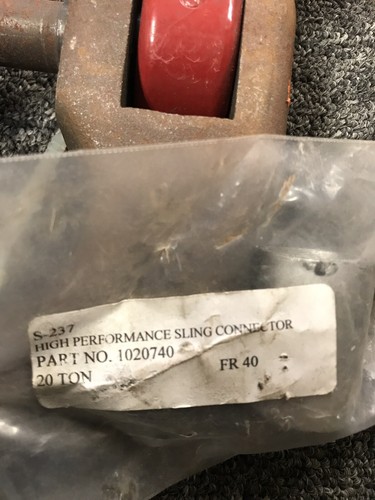 S-237
HIGH PERFORMANCE SLING CONNECTOR
PART NO. 1020740
20 TON FR 40